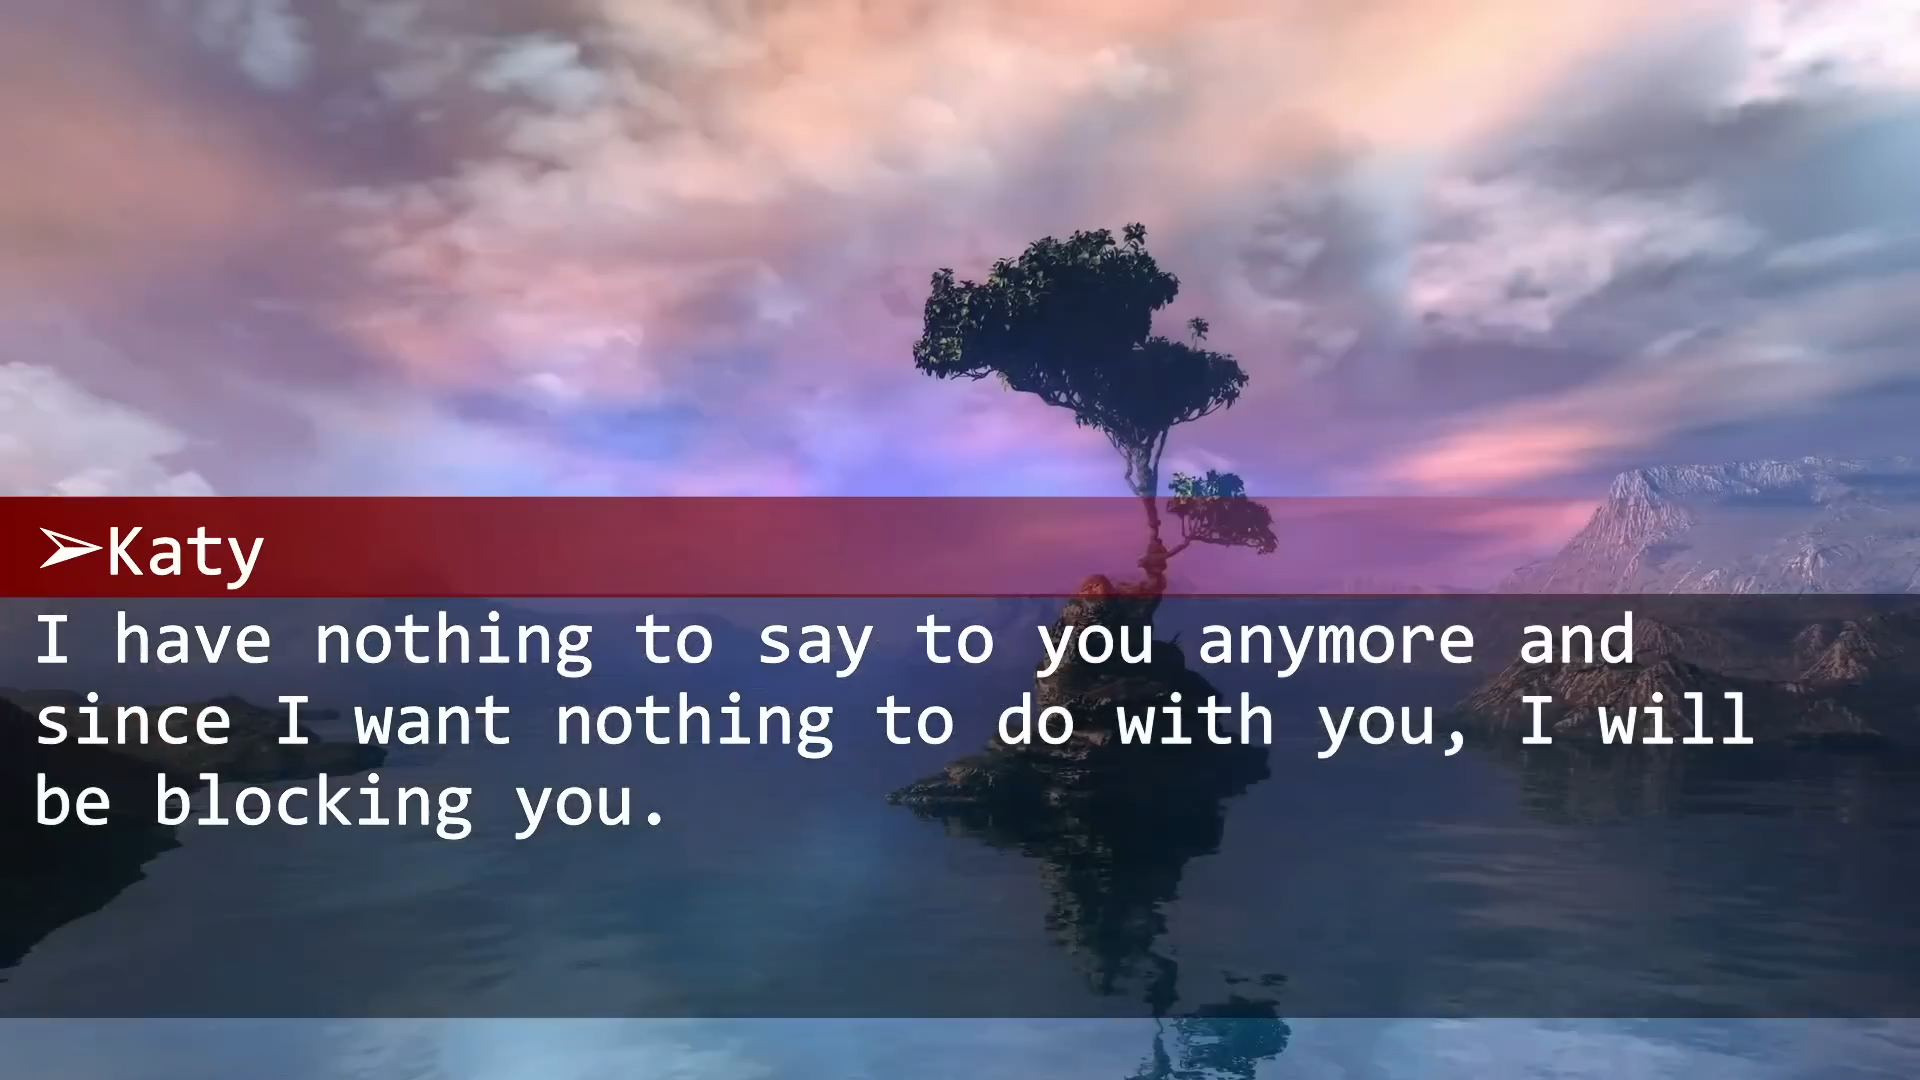 ➢Katy
I have nothing to say to you anymore and
since I want nothing to do with you, I will
be blocking you.